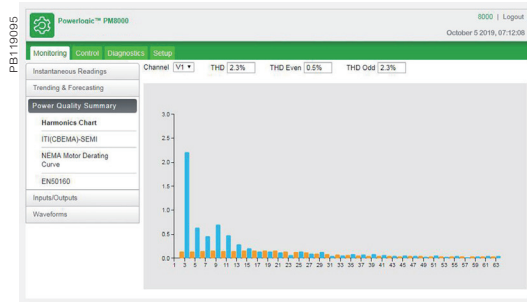 PB119095
Powerlogic™ PM8000
8000 | Logout
October 5 2019, 07:12:08
Monitoring Control Diagnostics Setup
Instantaneous Readings
Trending & Forecasting
Power Quality Summary
Harmonics Chart
ITI(CBEMA)-SEMI
NEMA Motor Derating
Curve
EN50160
Inputs/Outputs
Waveforms
Channel V1 THD 2.3% THD Even 0.5% THD Odd 2.3%
3.0
2.5
2.0
1.5
1.0
0.5
0.0
1 3 5 7 9 11 13 15 17 19 21 23 25 27 29 31 33 35 37 39 41 43 45 47 49 51 53 55 57 59 61 63